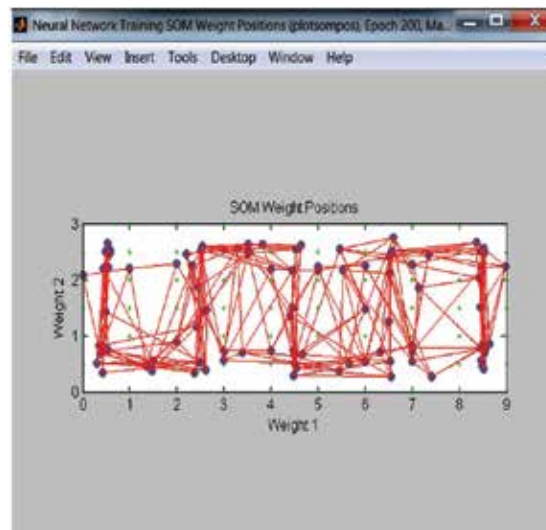 Neural Network Training SOM Weight Positions (plotsompos), Epoch 200, Ma...
File Edit View Insert Tools Desktop Window Help
SOM Weight Positions
3
2
1
0
Weight 2
0 1 2 3 4 5 6 7 8 9
Weight 1